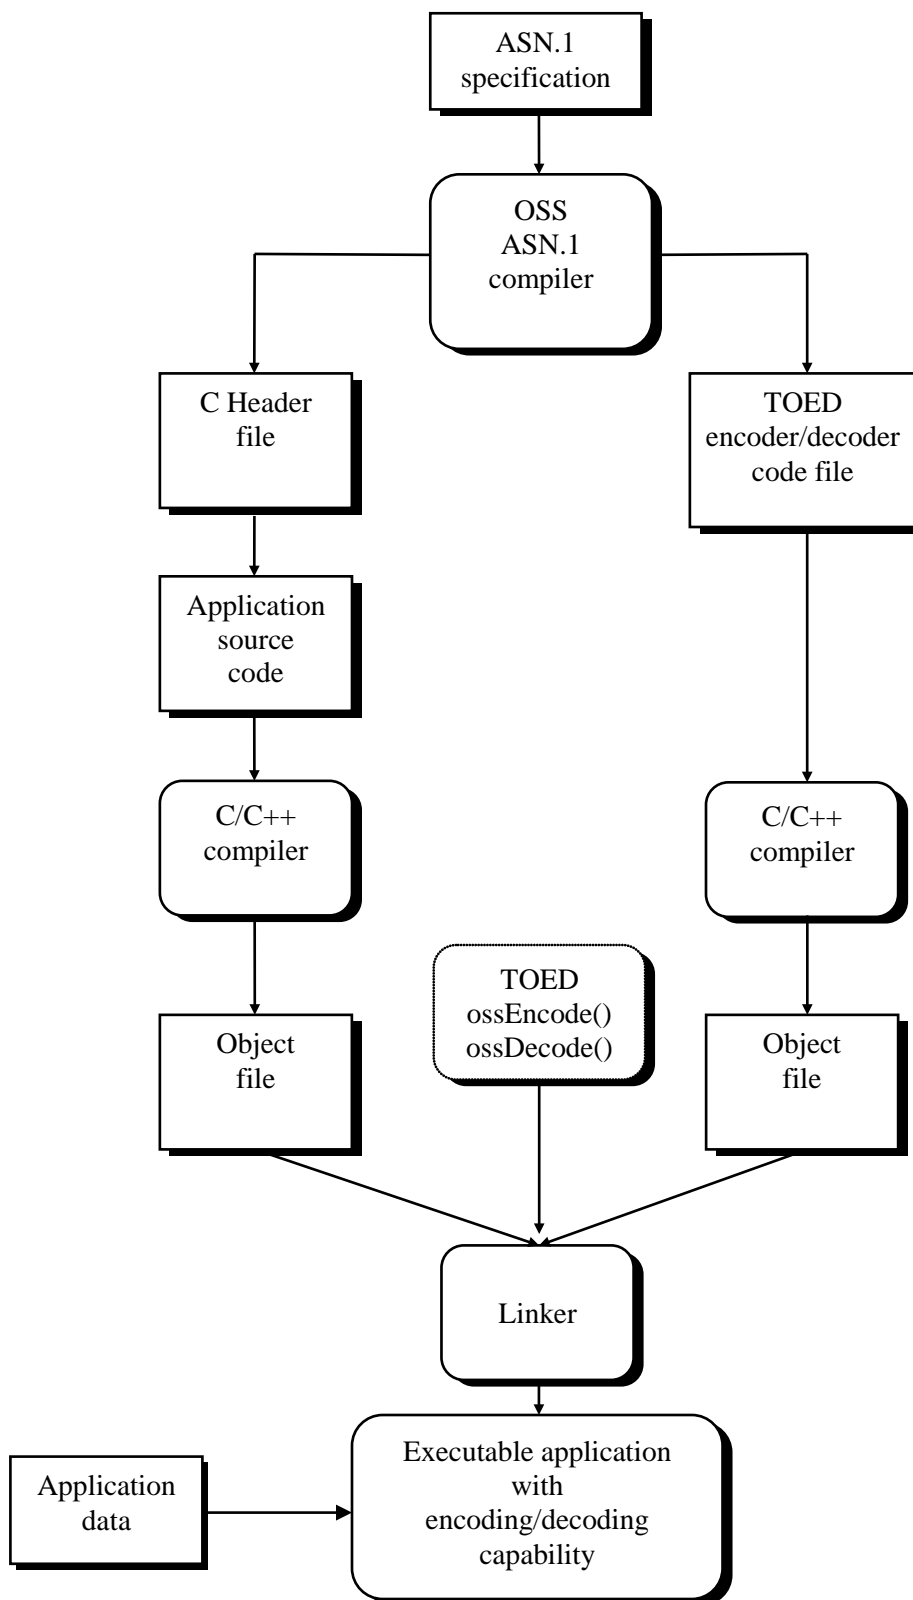 ASN.1
specification
OSS
ASN.1
compiler
C Header
file
TOED
encoder/decoder
code file
Application
source
code
C/C++
compiler
C/C++
compiler
TOED
ossEncode()
ossDecode()
Object
file
Object
file
Linker
Executable application
with
encoding/decoding
capability
Application
data